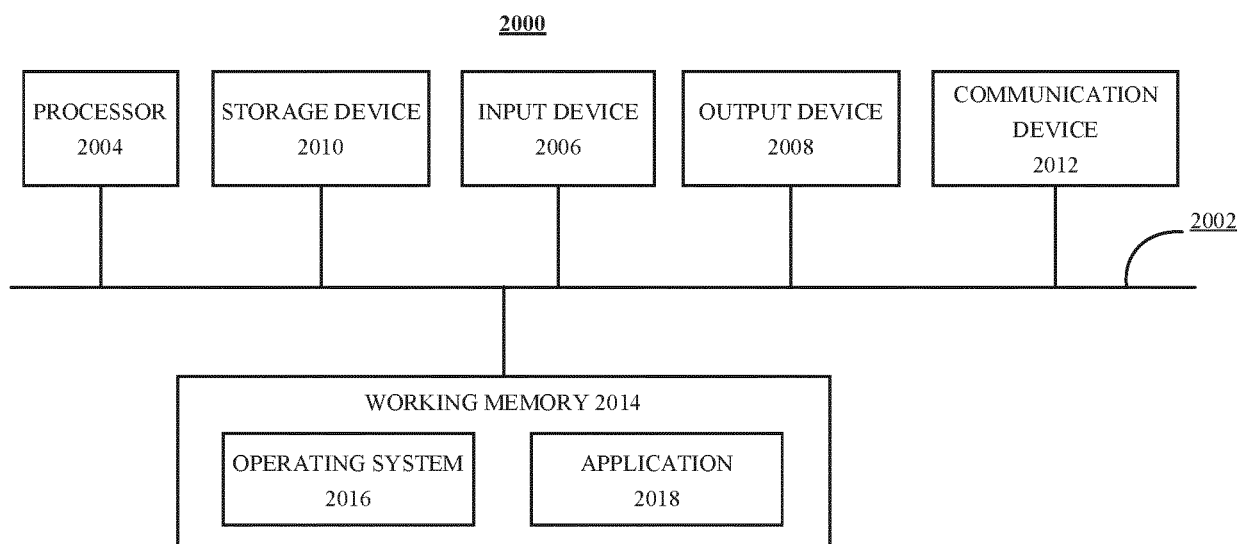 2000
PROCESSOR
2004
STORAGE DEVICE
2010
INPUT DEVICE
2006
OUTPUT DEVICE
2008
COMMUNICATION
DEVICE
2012
2002
WORKING MEMORY 2014
OPERATING SYSTEM
2016
APPLICATION
2018